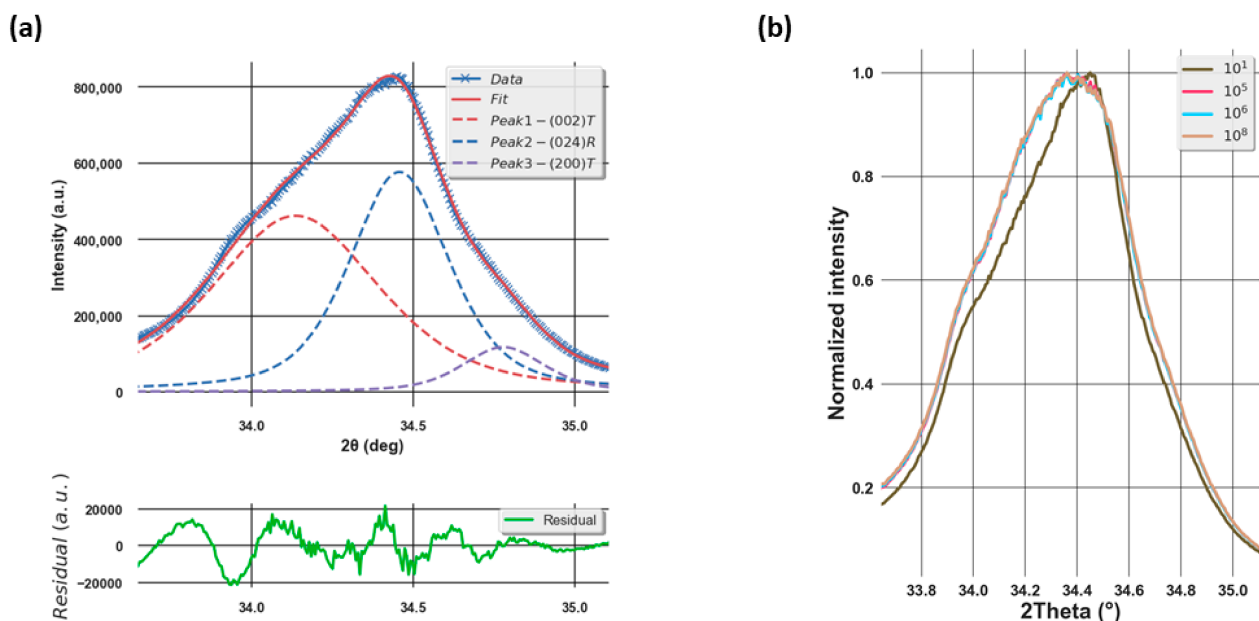 (a)
800,000
600,000
400,000
200,000
0
Intensity (a.u.)
34.0
34.5
35.0
2θ (deg)
Data
Fit
Peak1 − (002)T
Peak2 − (024)R
Peak3 − (200)T
20000
0
−20000
Residual (a. u.)
Residual
34.0
34.5
35.0
(b)
1.0
0.8
0.6
0.4
0.2
Normalized intensity
10¹
10⁵
10⁶
10⁸
33.8
34.0
34.2
34.4
34.6
34.8
35.0
2Theta (°)